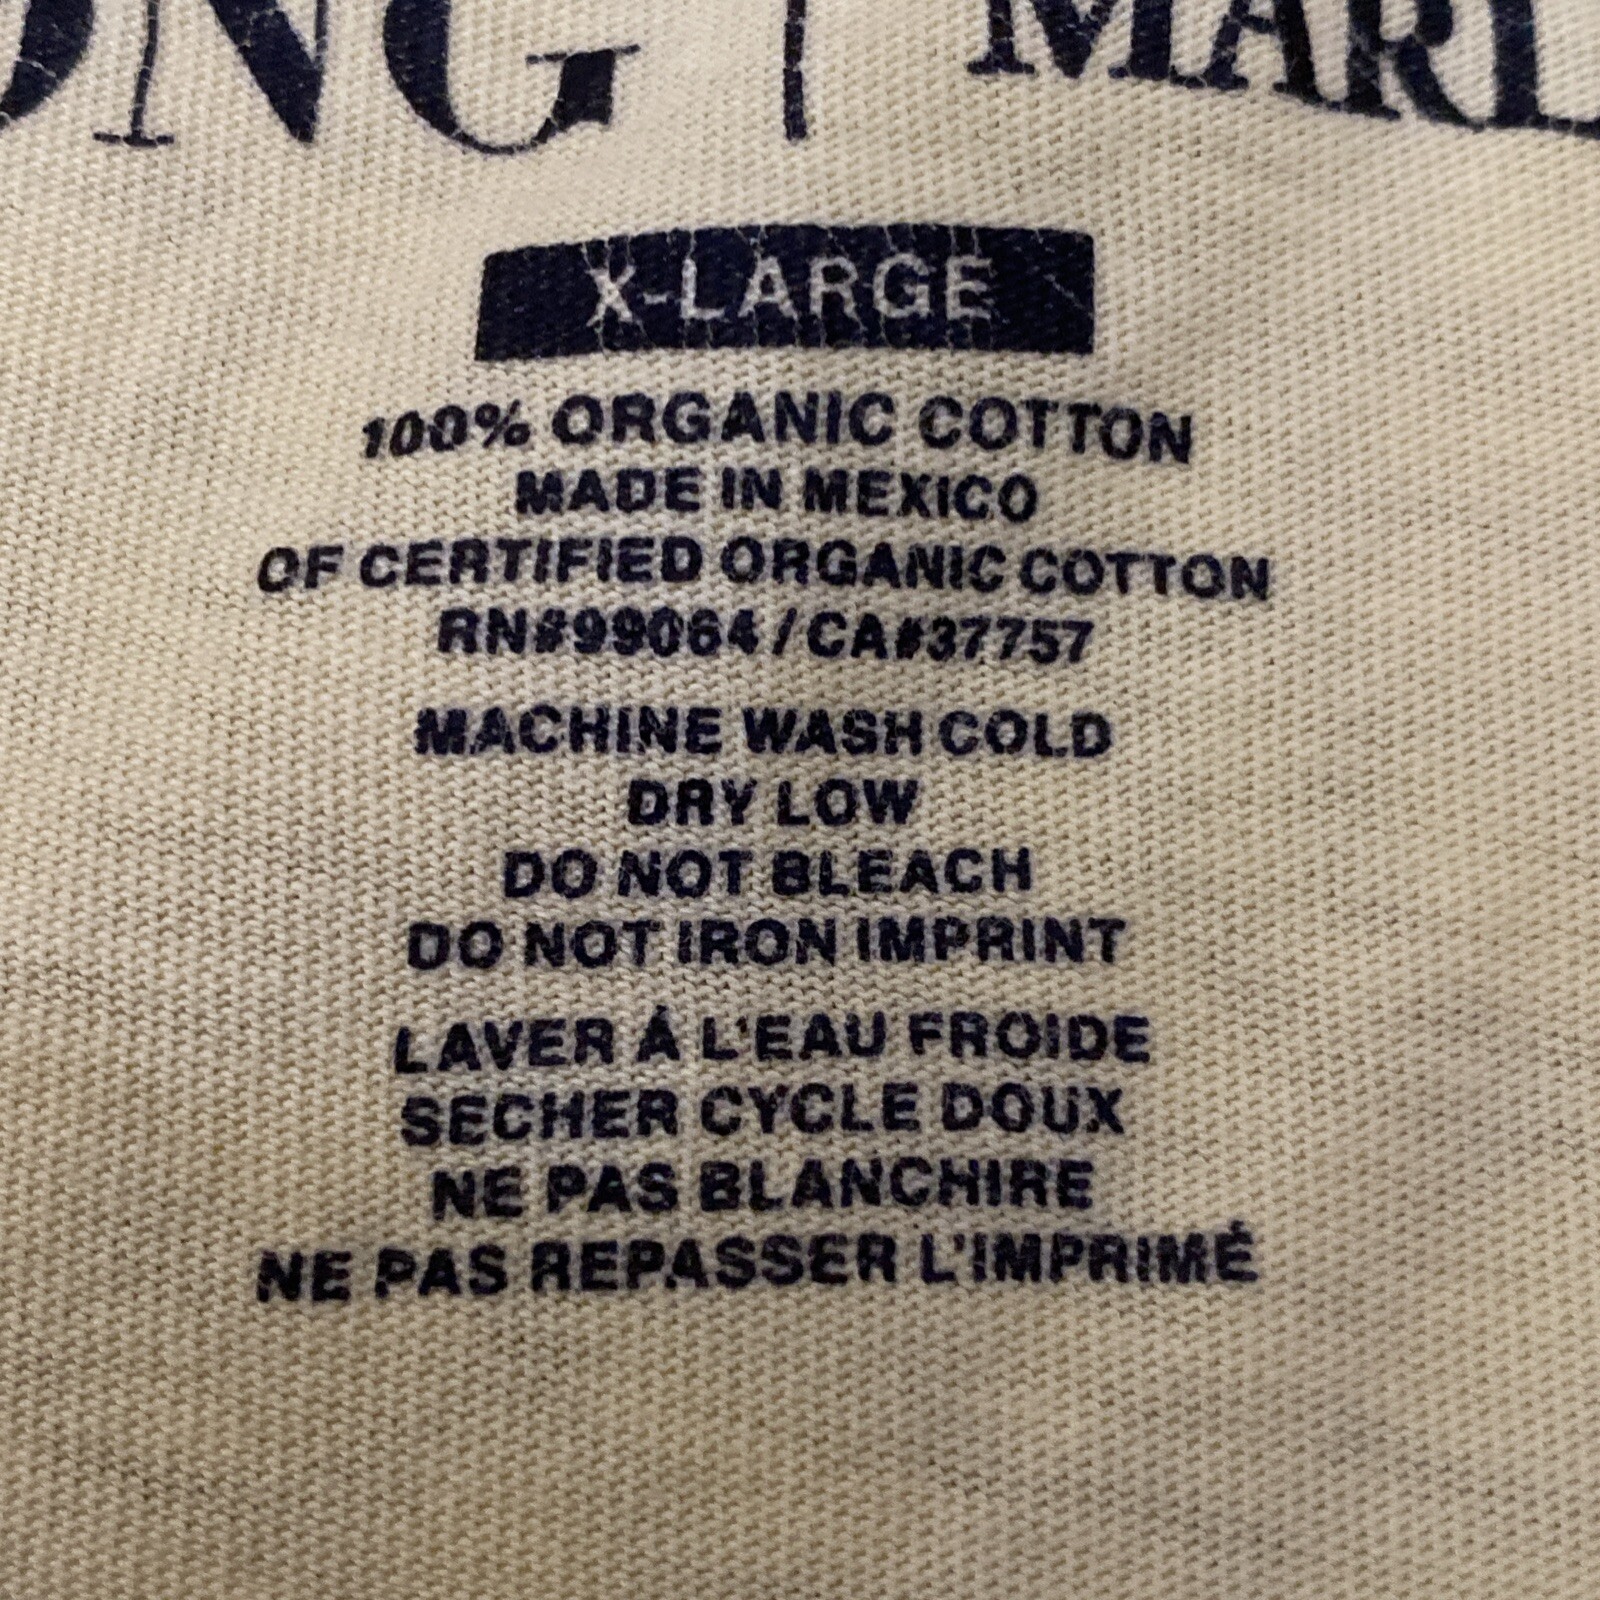 X-LARGE
100% ORGANIC COTTON
MADE IN MEXICO
OF CERTIFIED ORGANIC COTTON
RN#99064 / CA#37757
MACHINE WASH COLD
DRY LOW
DO NOT BLEACH
DO NOT IRON IMPRINT
LAVER À L'EAU FROIDE
SECHER CYCLE DOUX
NE PAS BLANCHIRE
NE PAS REPASSER L'IMPRIMÉ